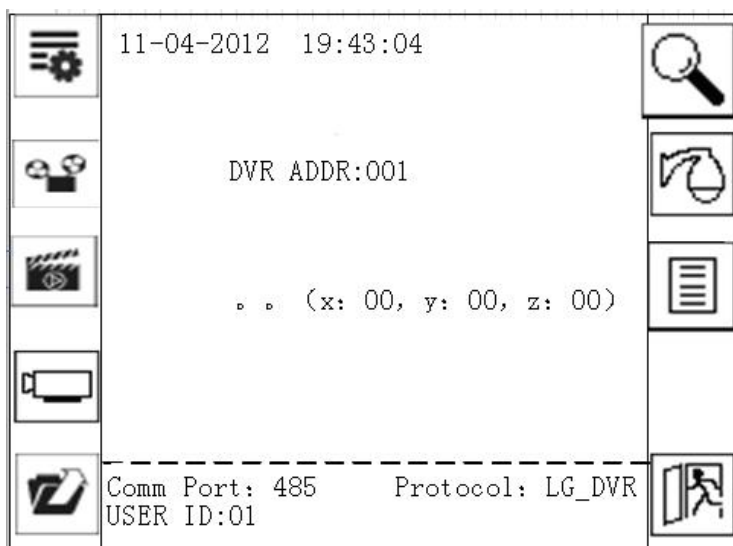 11-04-2012 19:43:04
DVR ADDR:001
。。（x: 00, y: 00, z: 00）
Comm Port: 485 Protocol: LG_DVR
USER ID:01